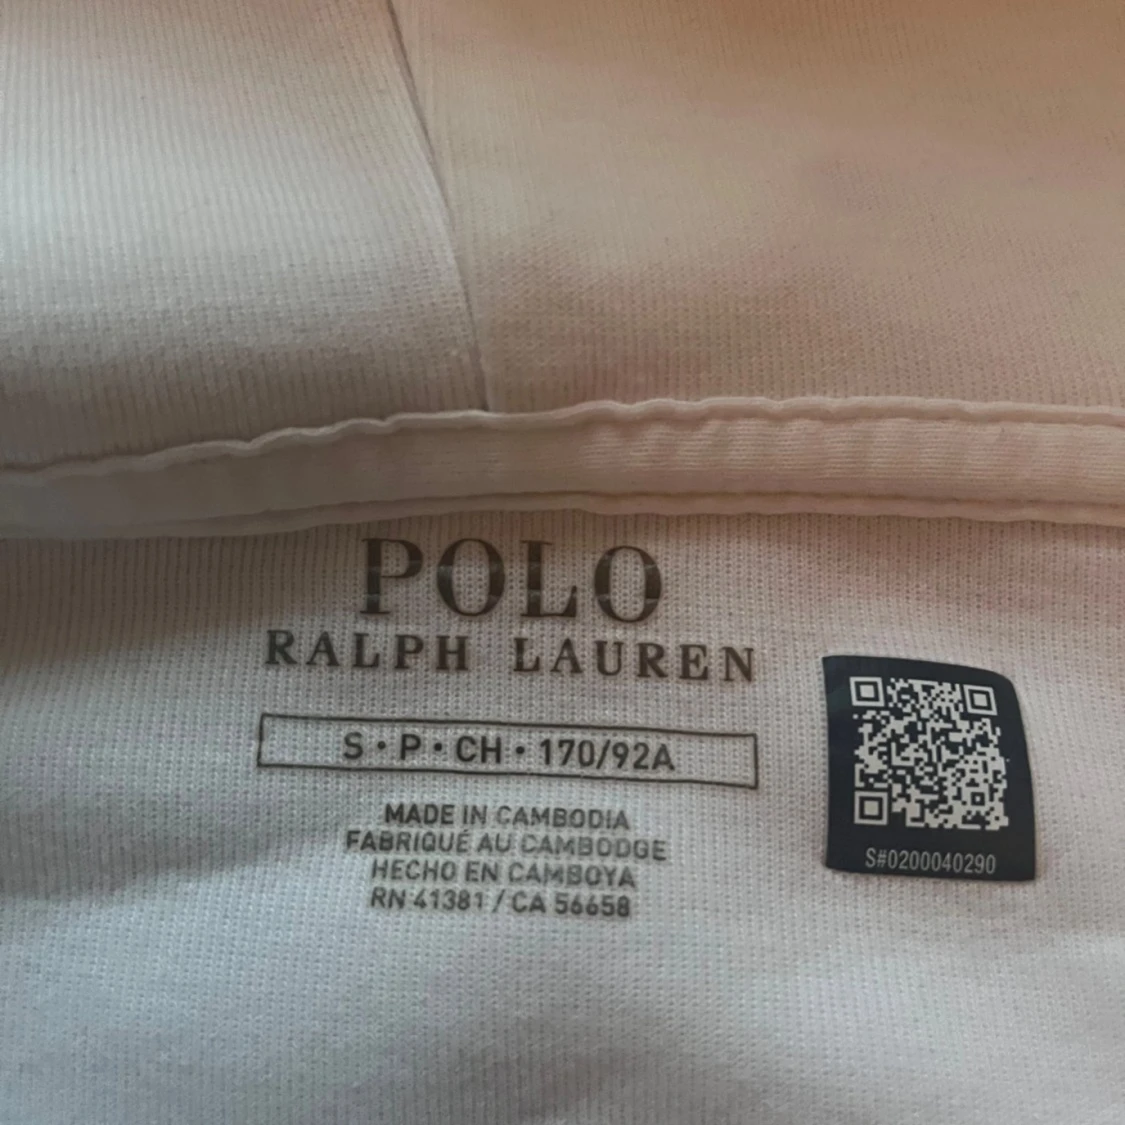 POLO
RALPH LAUREN
S • P • CH • 170/92A
MADE IN CAMBODIA
FABRIQUÉ AU CAMBODGE
HECHO EN CAMBOYA
RN 41381 / CA 56658
S#0200040290